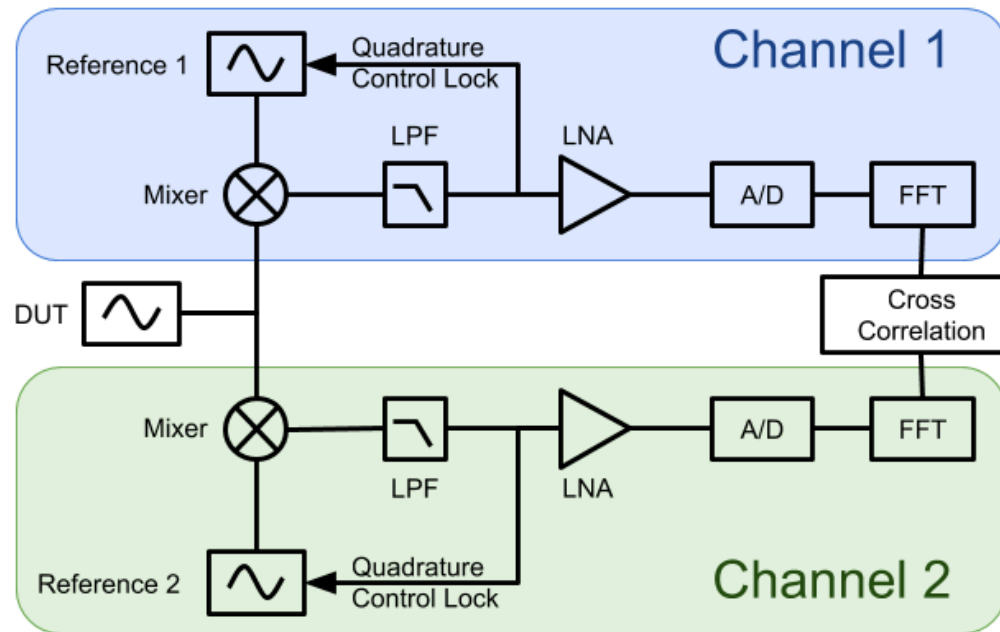 Channel 1
Reference 1
Quadrature
Control Lock
LPF
LNA
Mixer
A/D
FFT
DUT
Cross
Correlation
Mixer
A/D
FFT
LPF
LNA
Reference 2
Quadrature
Control Lock
Channel 2